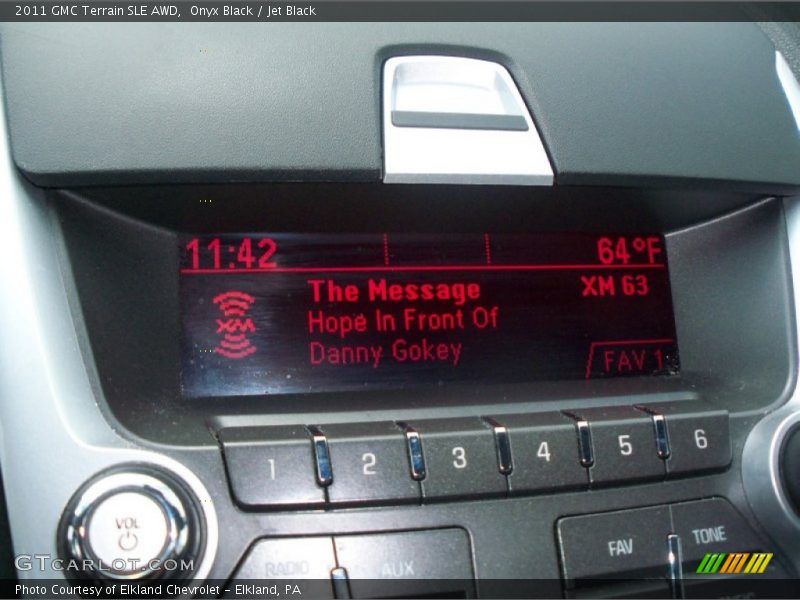 2011 GMC Terrain SLE AWD, Onyx Black / Jet Black
11:42 64°F
The Message XM 63
XM Hope In Front Of
Danny Gokey FAV 1
1 2 3 4 5 6
VOL
FAV TONE
RADIO AUX
GTCARLOT.COM
Photo Courtesy of Elkland Chevrolet – Elkland, PA